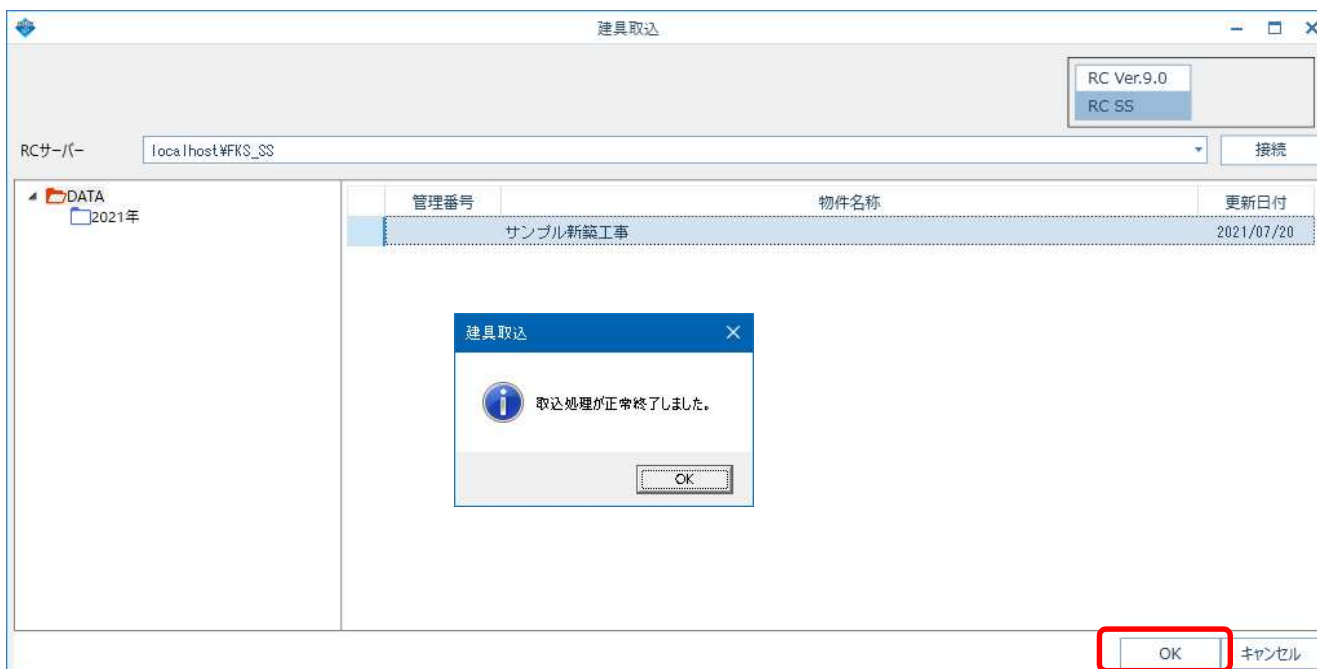 建具取込
RC Ver.9.0
RC SS
RCサーバー
localhost¥FKS_SS
接続
DATA
2021年
管理番号 物件名称 更新日付
サンプル新築工事 2021/07/20
建具取込
取込処理が正常終了しました。
OK
OK キャンセル